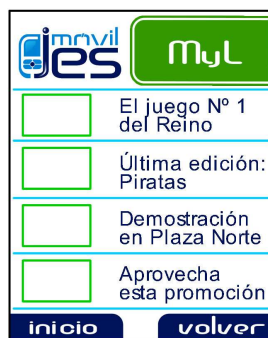 movil
jes
MyL
El juego Nº 1
del Reino
Última edición:
Piratas
Demostración
en Plaza Norte
Aprovecha
esta promoción
inicio
volver